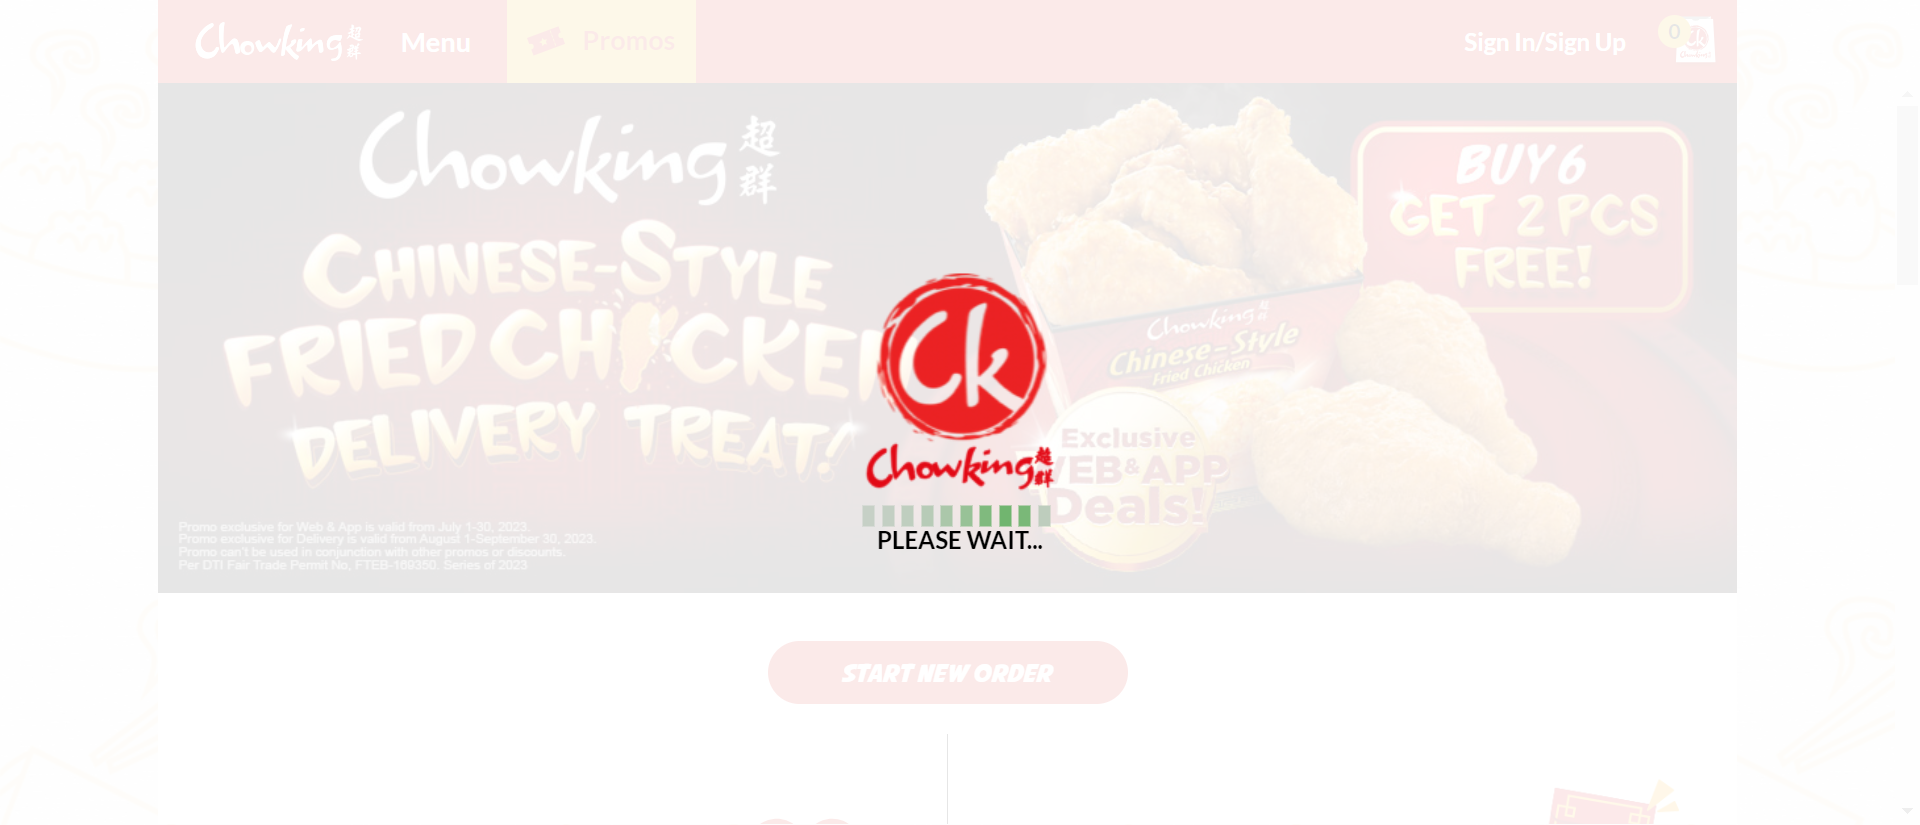 Chowking 超群
Menu
Promos
Sign In/Sign Up
0
Ck
Chowking 超群
CHINESE-STYLE
FRIED CHICKEN
DELIVERY TREAT!
Promo exclusive for Web & App is valid from July 1-30, 2023.
Promo exclusive for Delivery is valid from August 1-September 30, 2023.
Promo can't be used in conjunction with other promos or discounts.
Per DTI Fair Trade Permit No, FTEB-169350. Series of 2023
BUY 6
GET 2 PCS
FREE!
Chowking
Chinese-Style
Fried Chicken
Exclusive
WEB & APP
Deals!
Ck
Chowking 超群
PLEASE WAIT...
START NEW ORDER